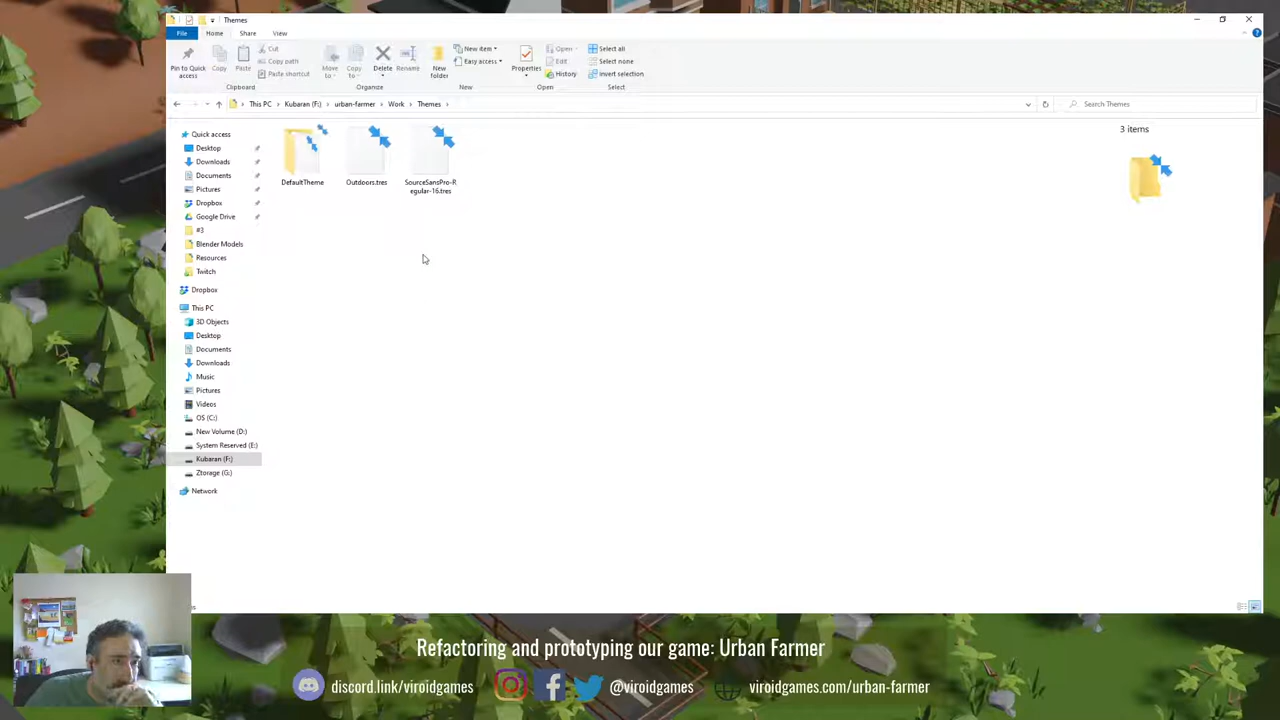 Themes
File
Home
Share
View
Pin to Quick access
Copy
Paste
Cut
Copy path
Paste shortcut
Clipboard
Move to
Copy to
Delete
Rename
Organize
New folder
New item
Easy access
New
Properties
Open
Edit
History
Open
Select all
Select none
Invert selection
Select
This PC
Kubaran (F:)
urban-farmer
Work
Themes
Search Themes
Quick access
Desktop
Downloads
Documents
Pictures
Dropbox
Google Drive
#3
Blender Models
Resources
Twitch
Dropbox
This PC
3D Objects
Desktop
Documents
Downloads
Music
Pictures
Videos
OS (C:)
New Volume (D:)
System Reserved (E:)
Kubaran (F:)
Ztorage (G:)
Network
DefaultTheme
Outdoors.tres
SourceSansPro-R
egular-16.tres
3 items
Refactoring and prototyping our game: Urban Farmer
discord.link/viroidgames
@viroidgames
viroidgames.com/urban-farmer